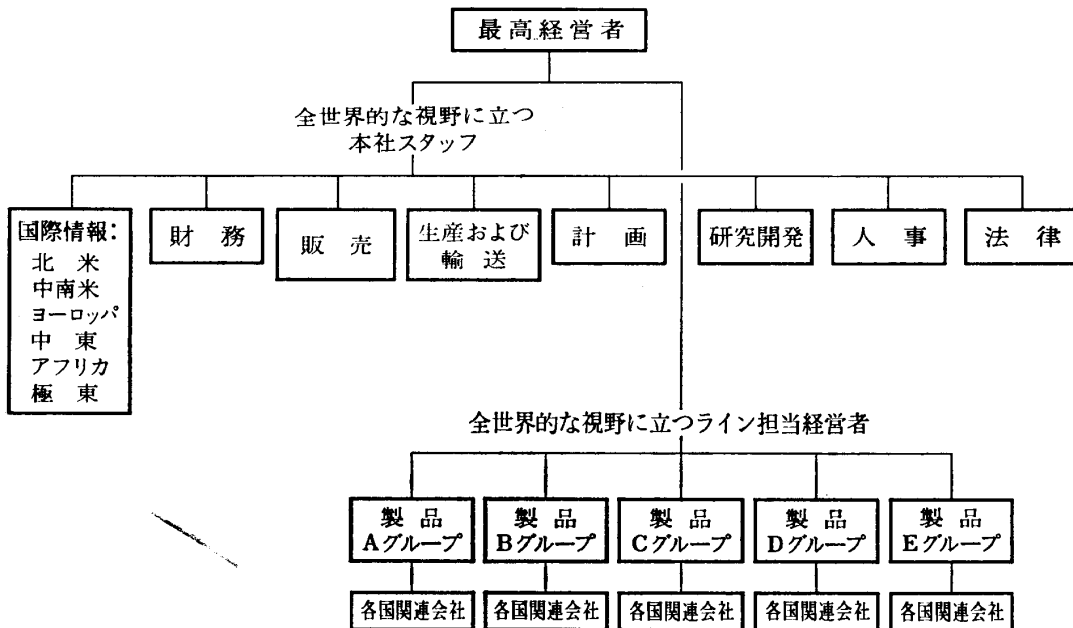 最高経営者
全世界的な視野に立つ
本社スタッフ
国際情報:
北米
中南米
ヨーロッパ
中東
アフリカ
極東
財務
販売
生産および
輸送
計画
研究開発
人事
法律
全世界的な視野に立つライン担当経営者
製品
Aグループ
製品
Bグループ
製品
Cグループ
製品
Dグループ
製品
Eグループ
各国関連会社
各国関連会社
各国関連会社
各国関連会社
各国関連会社